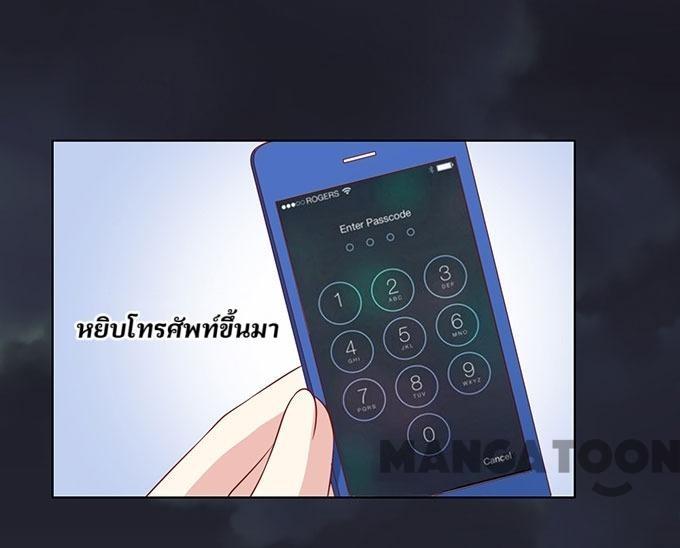 ●●●○○ ROGERS
Enter Passcode
1
2
ABC
3
DEF
หยิบโทรศัพท์ขึ้นมา
4
GHI
5
JKL
6
MNO
7
PQRS
8
TUV
9
WXYZ
0
Cancel
MANGATOON